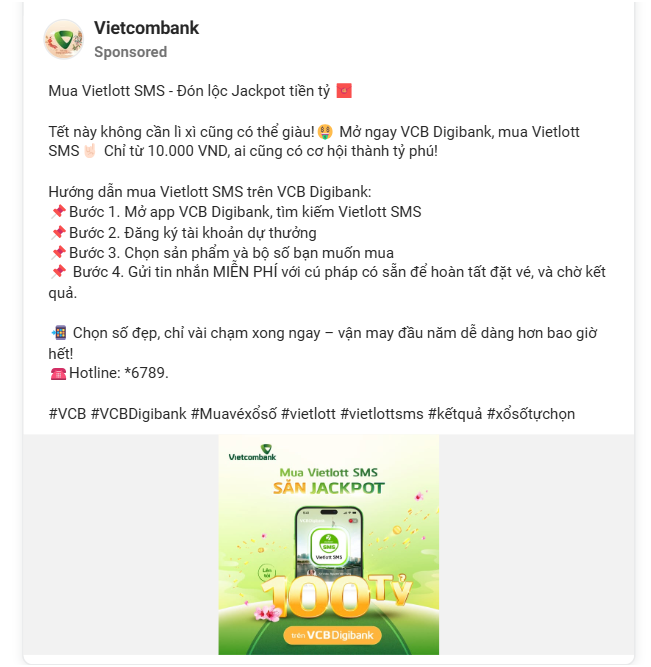 Vietcombank
Sponsored
Mua Vietlott SMS - Đón lộc Jackpot tiền tỷ 🧧
Tết này không cần lì xì cũng có thể giàu!🤑 Mở ngay VCB Digibank, mua Vietlott
SMS🤘🏻 Chỉ từ 10.000 VND, ai cũng có cơ hội thành tỷ phú!
Hướng dẫn mua Vietlott SMS trên VCB Digibank:
📌Bước 1. Mở app VCB Digibank, tìm kiếm Vietlott SMS
📌Bước 2. Đăng ký tài khoản dự thưởng
📌Bước 3. Chọn sản phẩm và bộ số bạn muốn mua
📌 Bước 4. Gửi tin nhắn MIỄN PHÍ với cú pháp có sẵn để hoàn tất đặt vé, và chờ kết
quả.
📲 Chọn số đẹp, chỉ vài chạm xong ngay – vận may đầu năm dễ dàng hơn bao giờ
hết!
☎️Hotline: *6789.
#VCB #VCBDigibank #Muavéxổsố #vietlott #vietlottsms #kếtquả #xổsốtựchọn
Vietcombank
Mua Vietlott SMS
SĂN JACKPOT
SMS
Vietlott SMS
Lên tới
100 TỶ
trên VCBDigibank